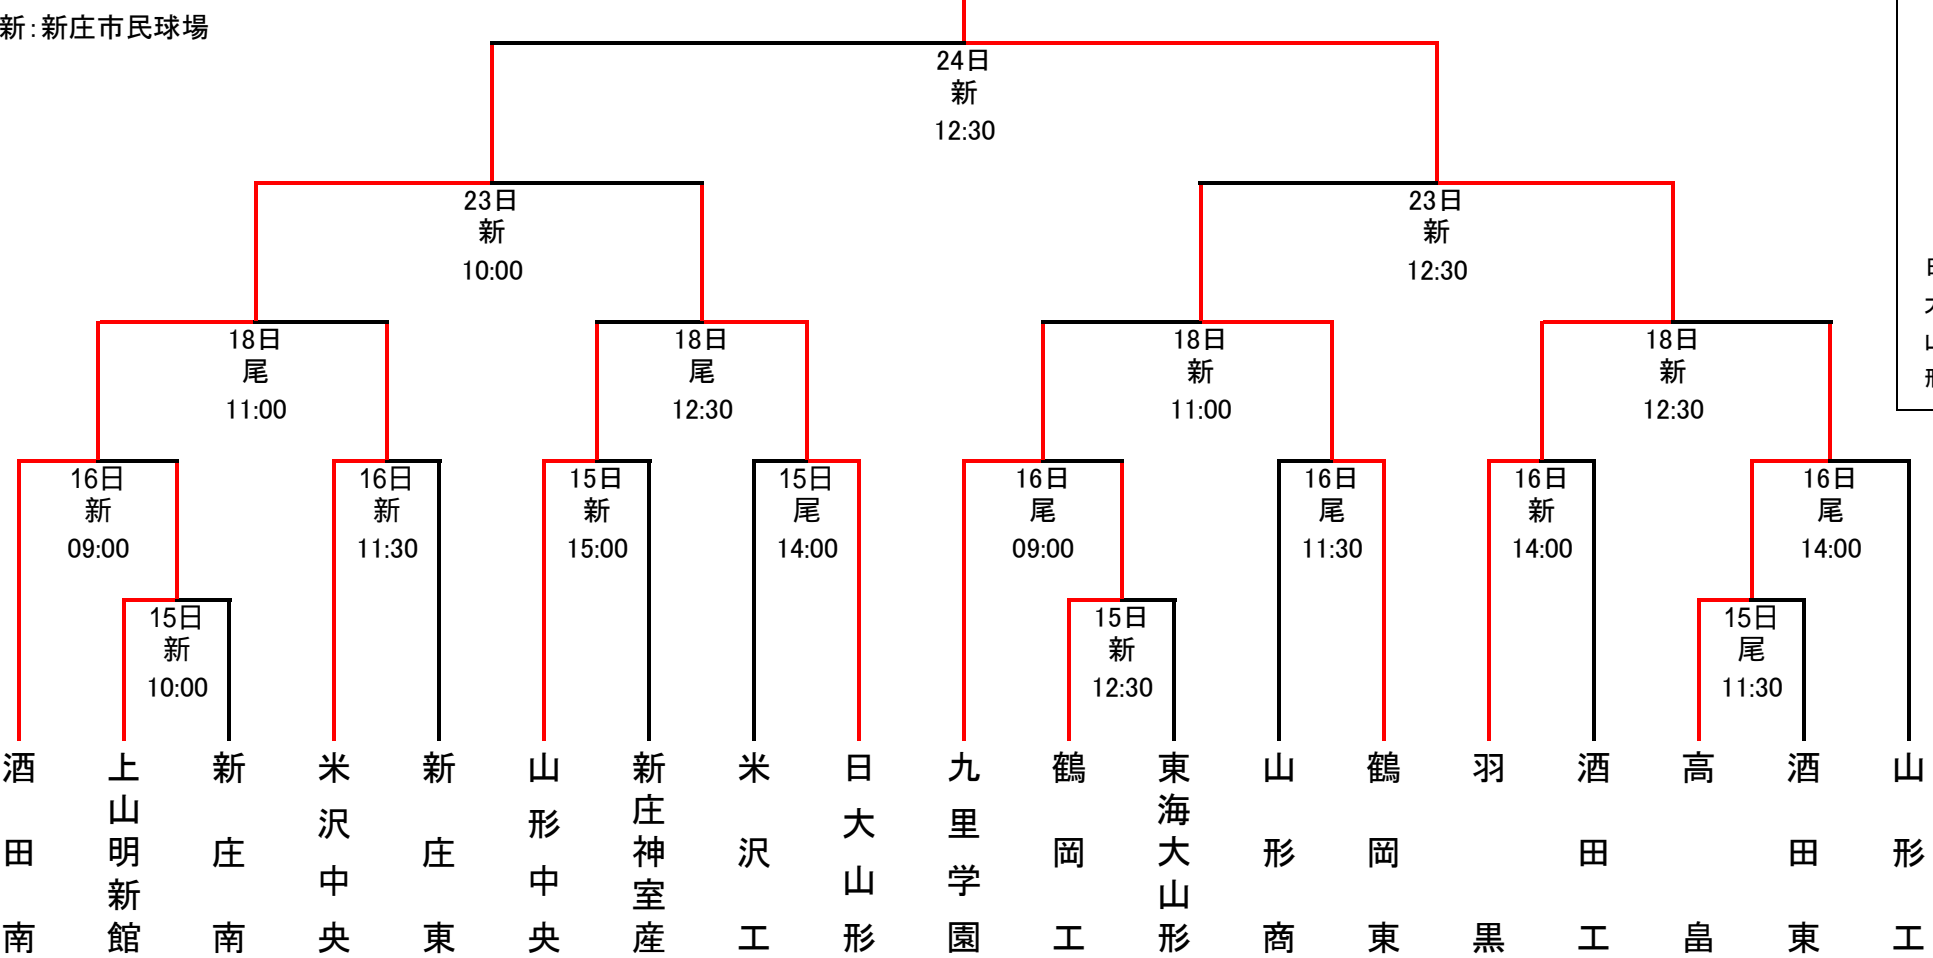 新：新庄市民球場
24日
新
12:30
23日
新
10:00
23日
新
12:30
18日
尾
11:00
18日
尾
12:30
18日
新
11:00
18日
新
12:30
16日
新
09:00
16日
新
11:30
15日
新
15:00
15日
尾
14:00
16日
尾
09:00
16日
尾
11:30
16日
新
14:00
16日
尾
14:00
15日
新
10:00
15日
新
12:30
15日
尾
11:30
酒田南
上山明新館
新庄南
米沢中央
新庄東
山形中央
新庄神室産
米沢工
日大山形
九里学園
鶴岡工
東海大山形
山形商
鶴岡東
羽黒
酒田工
高畠
酒田東
山形工